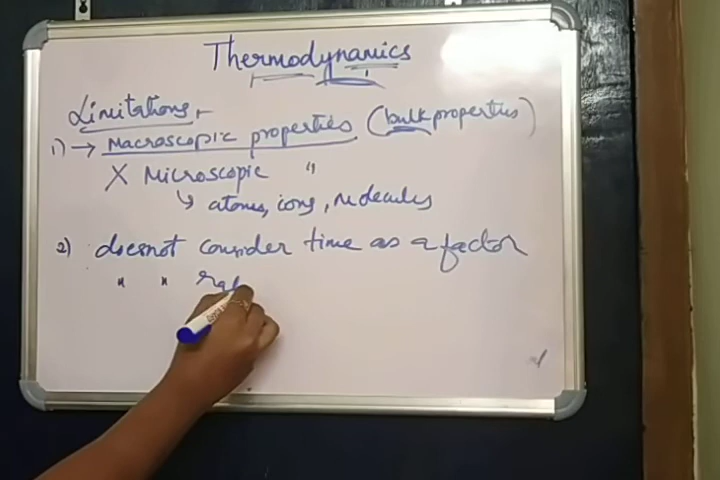 Thermodynamics
Limitations,
1) → Macroscopic properties (bulk properties)
X Microscopic "
↳ atoms, ions, molecules
2) doesnot consider time as a factor
" "